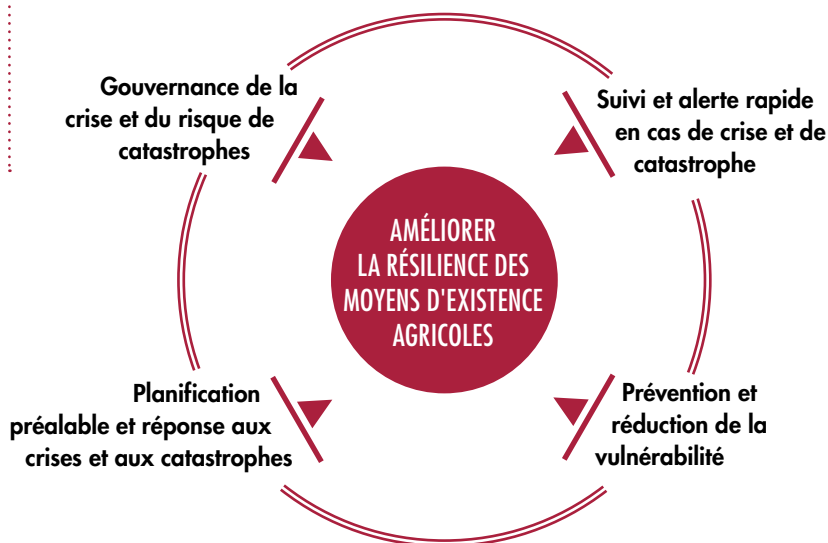 Gouvernance de la
crise et du risque de
catastrophes
Suivi et alerte rapide
en cas de crise et de
catastrophe
AMÉLIORER
LA RÉSILIENCE DES
MOYENS D'EXISTENCE
AGRICOLES
Planification
préalable et réponse aux
crises et aux catastrophes
Prévention et
réduction de la
vulnérabilité